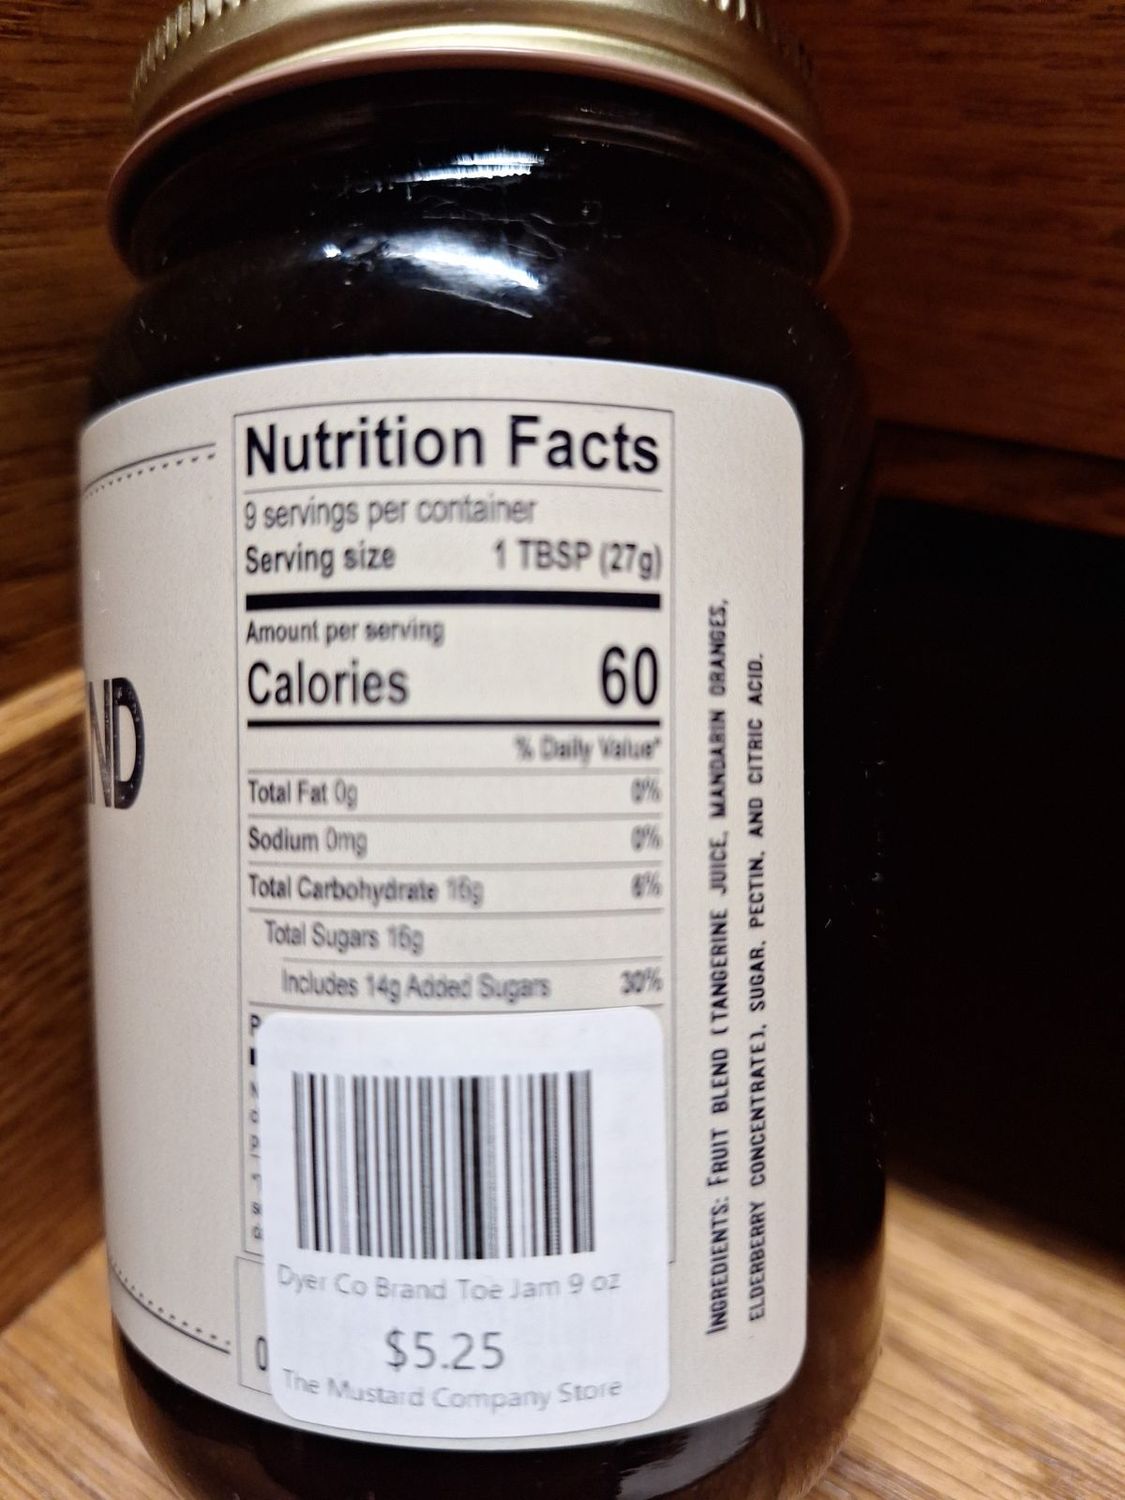 ND
Nutrition Facts
9 servings per container
Serving size 1 TBSP (27g)
Amount per serving
Calories 60
% Daily Value*
Total Fat 0g 0%
Sodium 0mg 0%
Total Carbohydrate 16g 6%
Total Sugars 16g
Includes 14g Added Sugars 30%
P
Dyer Co Brand Toe Jam 9 oz
$5.25
The Mustard Company Store
0
INGREDIENTS: FRUIT BLEND (TANGERINE JUICE, MANDARIN ORANGES,
ELDERBERRY CONCENTRATE), SUGAR, PECTIN, AND CITRIC ACID.